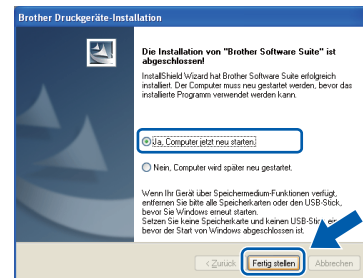 Brother Druckgeräte-Installation
Die Installation von "Brother Software Suite" ist
abgeschlossen!
InstallShield Wizard hat Brother Software Suite erfolgreich
installiert. Der Computer muss neu gestartet werden, bevor das
installierte Programm verwendet werden kann.
Ja, Computer jetzt neu starten.
Nein, Computer wird später neu gestartet.
Wenn Ihr Gerät über Speichermedium-Funktionen verfügt,
entfernen Sie bitte alle Speicherkarten oder den USB-Stick,
bevor Sie Windows erneut starten.
Setzen Sie keine Speicherkarte und keinen USB-Stick
bevor der Start von Windows abgeschlossen ist.
< Zurück
Fertig stellen
Abbrechen